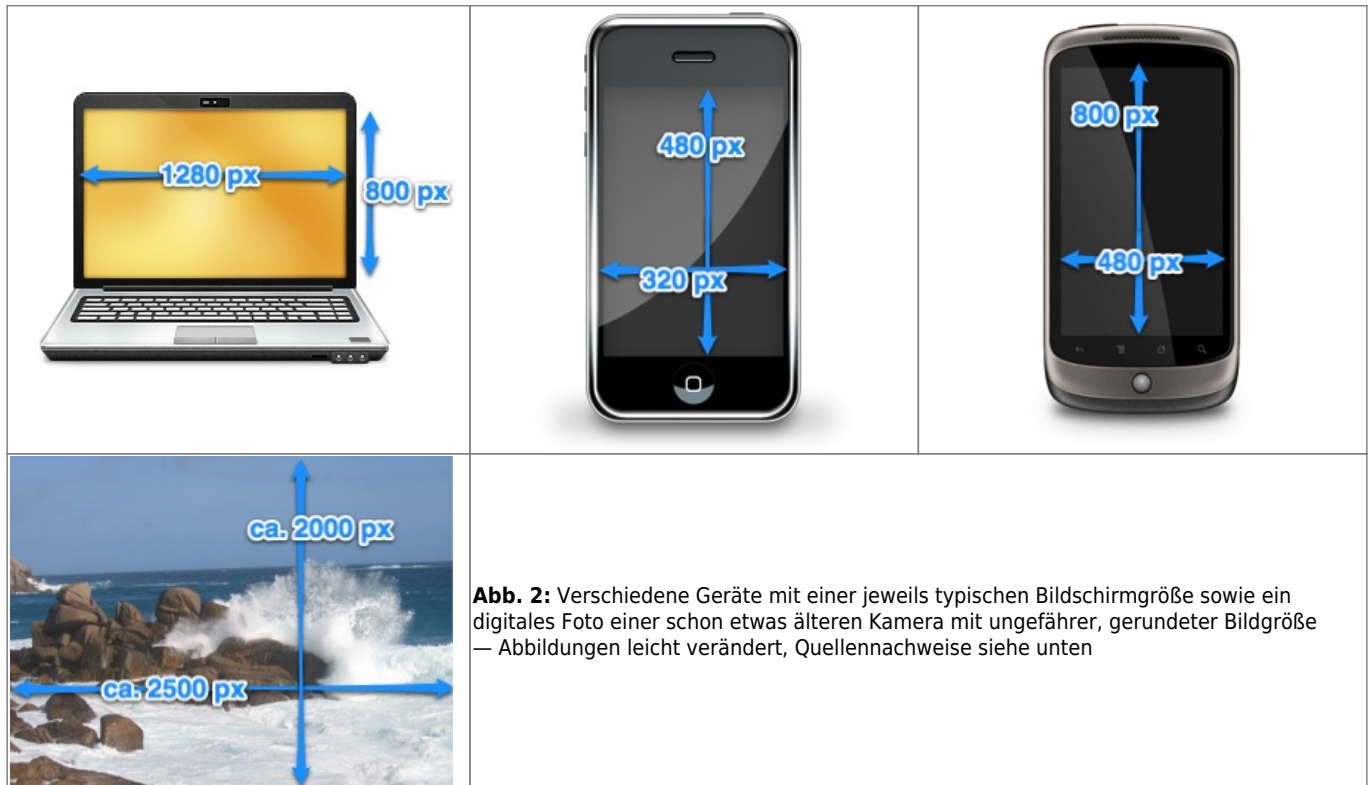 1280 px
800 px
480 px
320 px
800 px
480 px
ca. 2000 px
ca. 2500 px
Abb. 2: Verschiedene Geräte mit einer jeweils typischen Bildschirmgröße sowie ein
digitales Foto einer schon etwas älteren Kamera mit ungefährer, gerundeter Bildgröße
— Abbildungen leicht verändert, Quellennachweise siehe unten